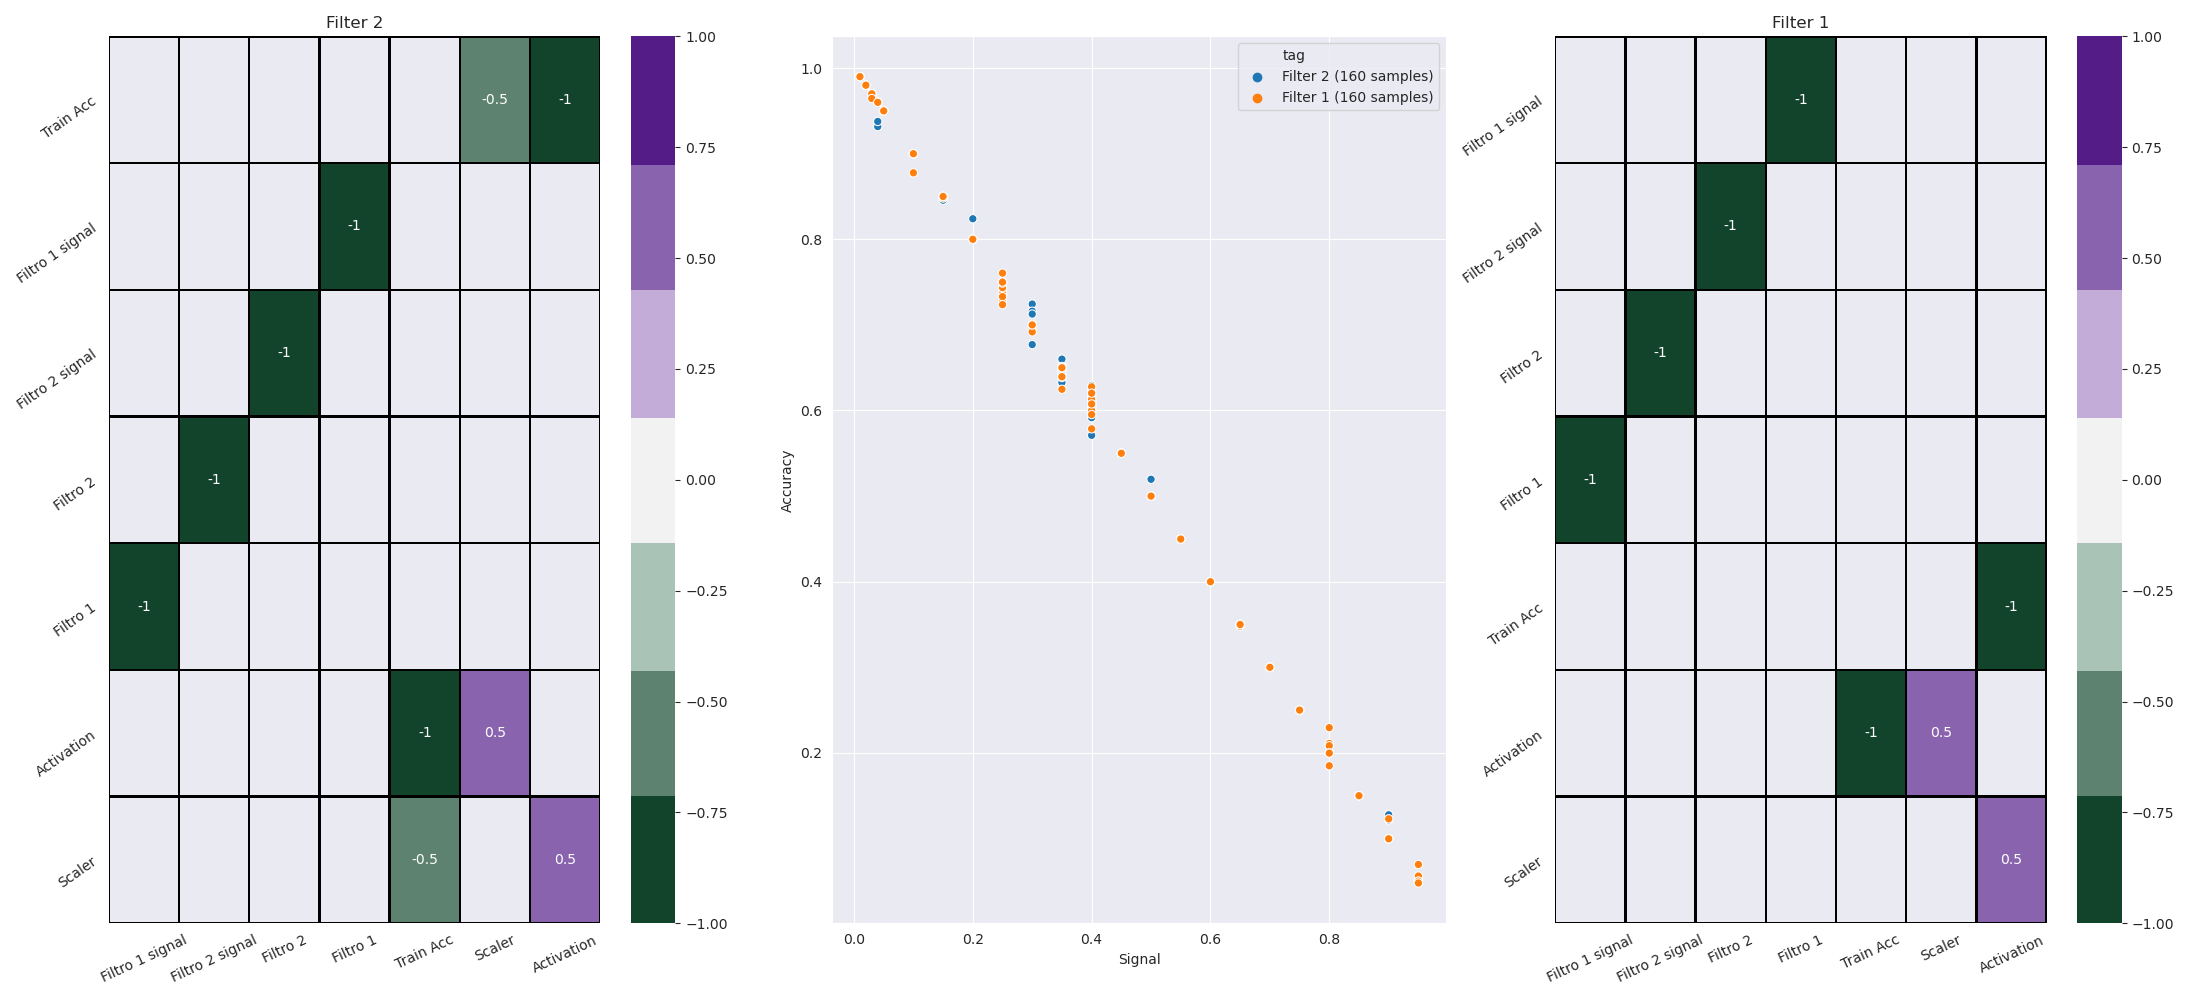 Filter 2
Train Acc
Filtro 1 signal
Filtro 2 signal
Filtro 2
Filtro 1
Activation
Scaler
-0.5 -1
-1
-1
-1
-1
-1 0.5
-0.5 0.5
Filtro 1 signal Filtro 2 signal Filtro 2 Filtro 1 Train Acc Scaler Activation
1.00
0.75
0.50
0.25
0.00
−0.25
−0.50
−0.75
−1.00
Accuracy
1.0
0.8
0.6
0.4
0.2
tag
Filter 2 (160 samples)
Filter 1 (160 samples)
0.0 0.2 0.4 0.6 0.8
Signal
Filter 1
Filtro 1 signal
Filtro 2 signal
Filtro 2
Filtro 1
Train Acc
Activation
Scaler
-1
-1
-1
-1
-1
-1 0.5
0.5
Filtro 1 signal Filtro 2 signal Filtro 2 Filtro 1 Train Acc Scaler Activation
1.00
0.75
0.50
0.25
0.00
−0.25
−0.50
−0.75
−1.00